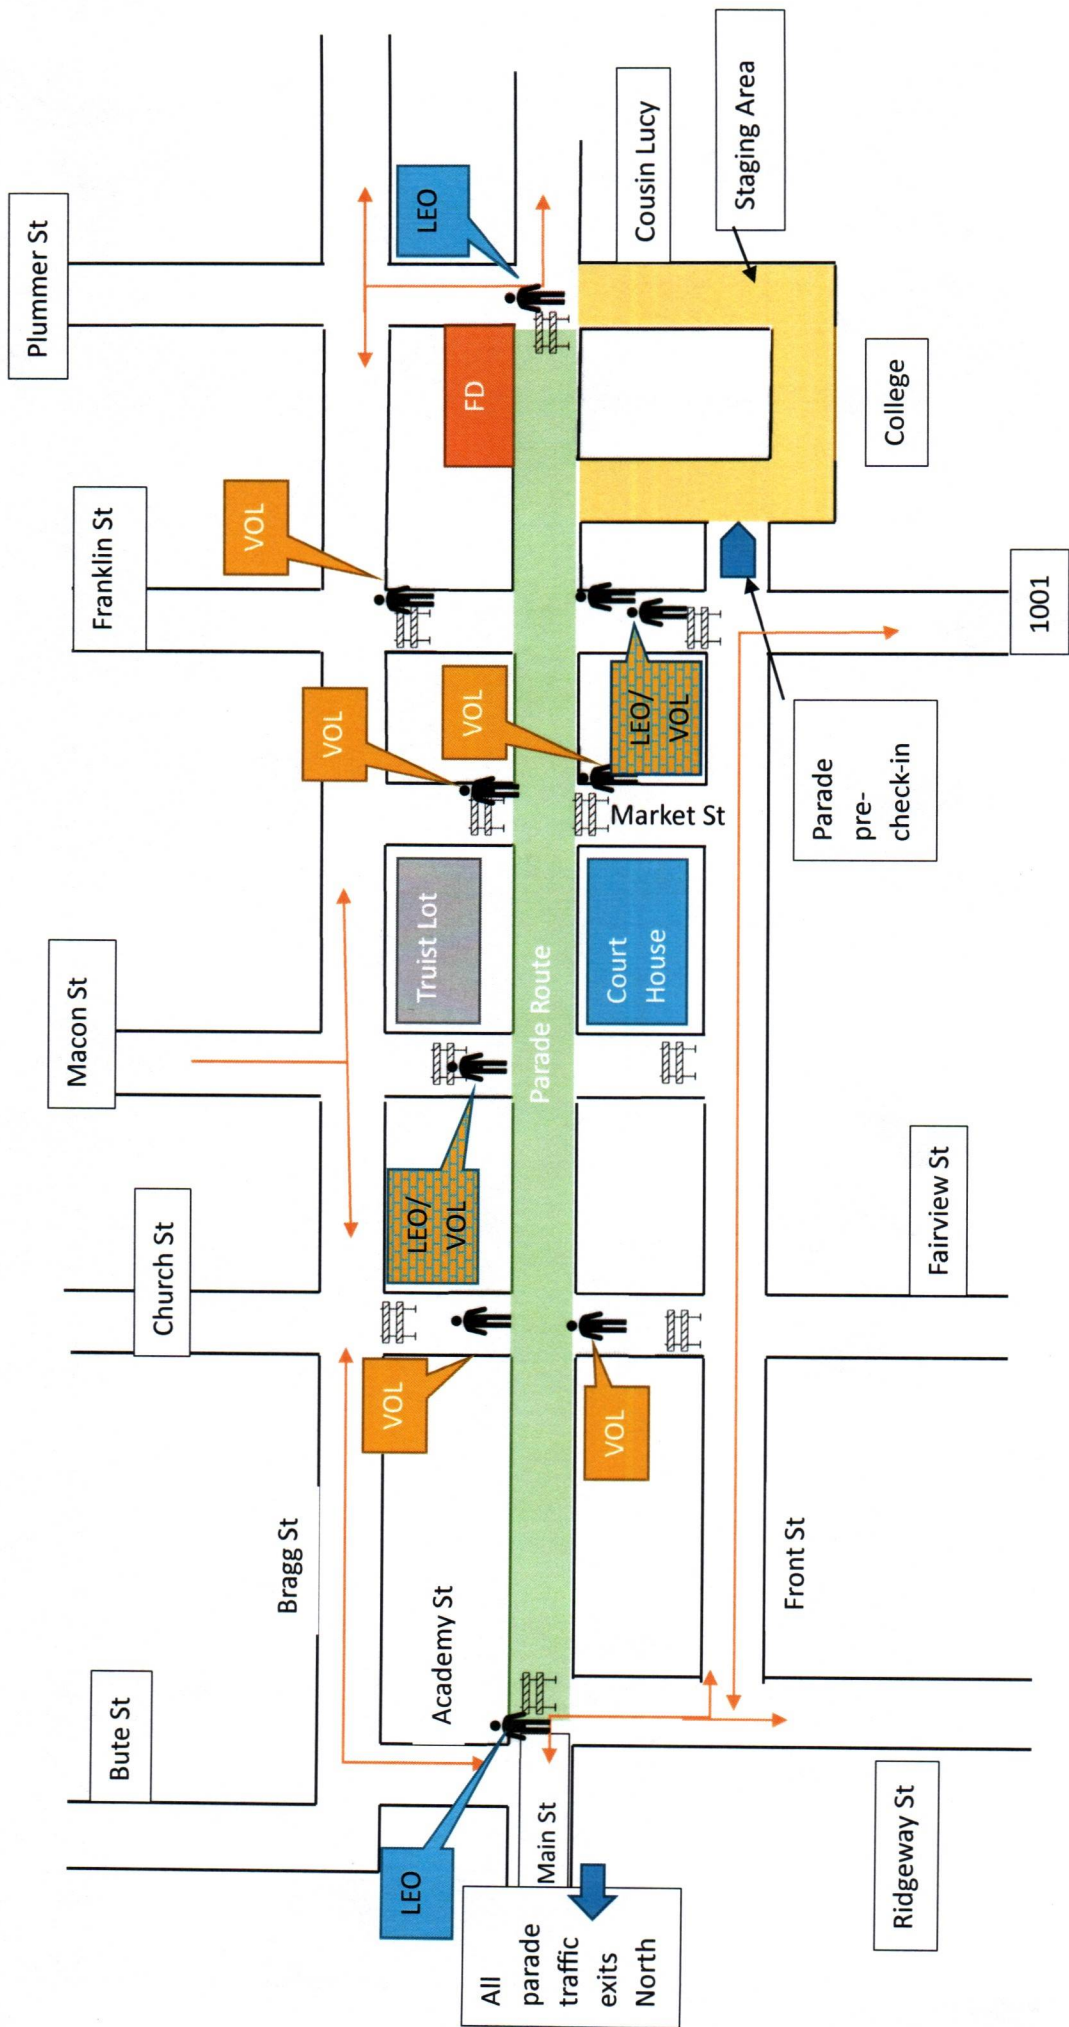 Plummer St
Franklin St
Macon St
Church St
Bute St
Bragg St
Academy St
LEO
FD
VOL
VOL
VOL
Truist Lot
LEO/
VOL
VOL
LEO
Parade Route
Main St
All
parade
traffic
exits
North
Cousin Lucy
Staging Area
College
LEO/
VOL
Market St
Court
House
VOL
1001
Parade
pre-
check-in
Fairview St
Front St
Ridgeway St